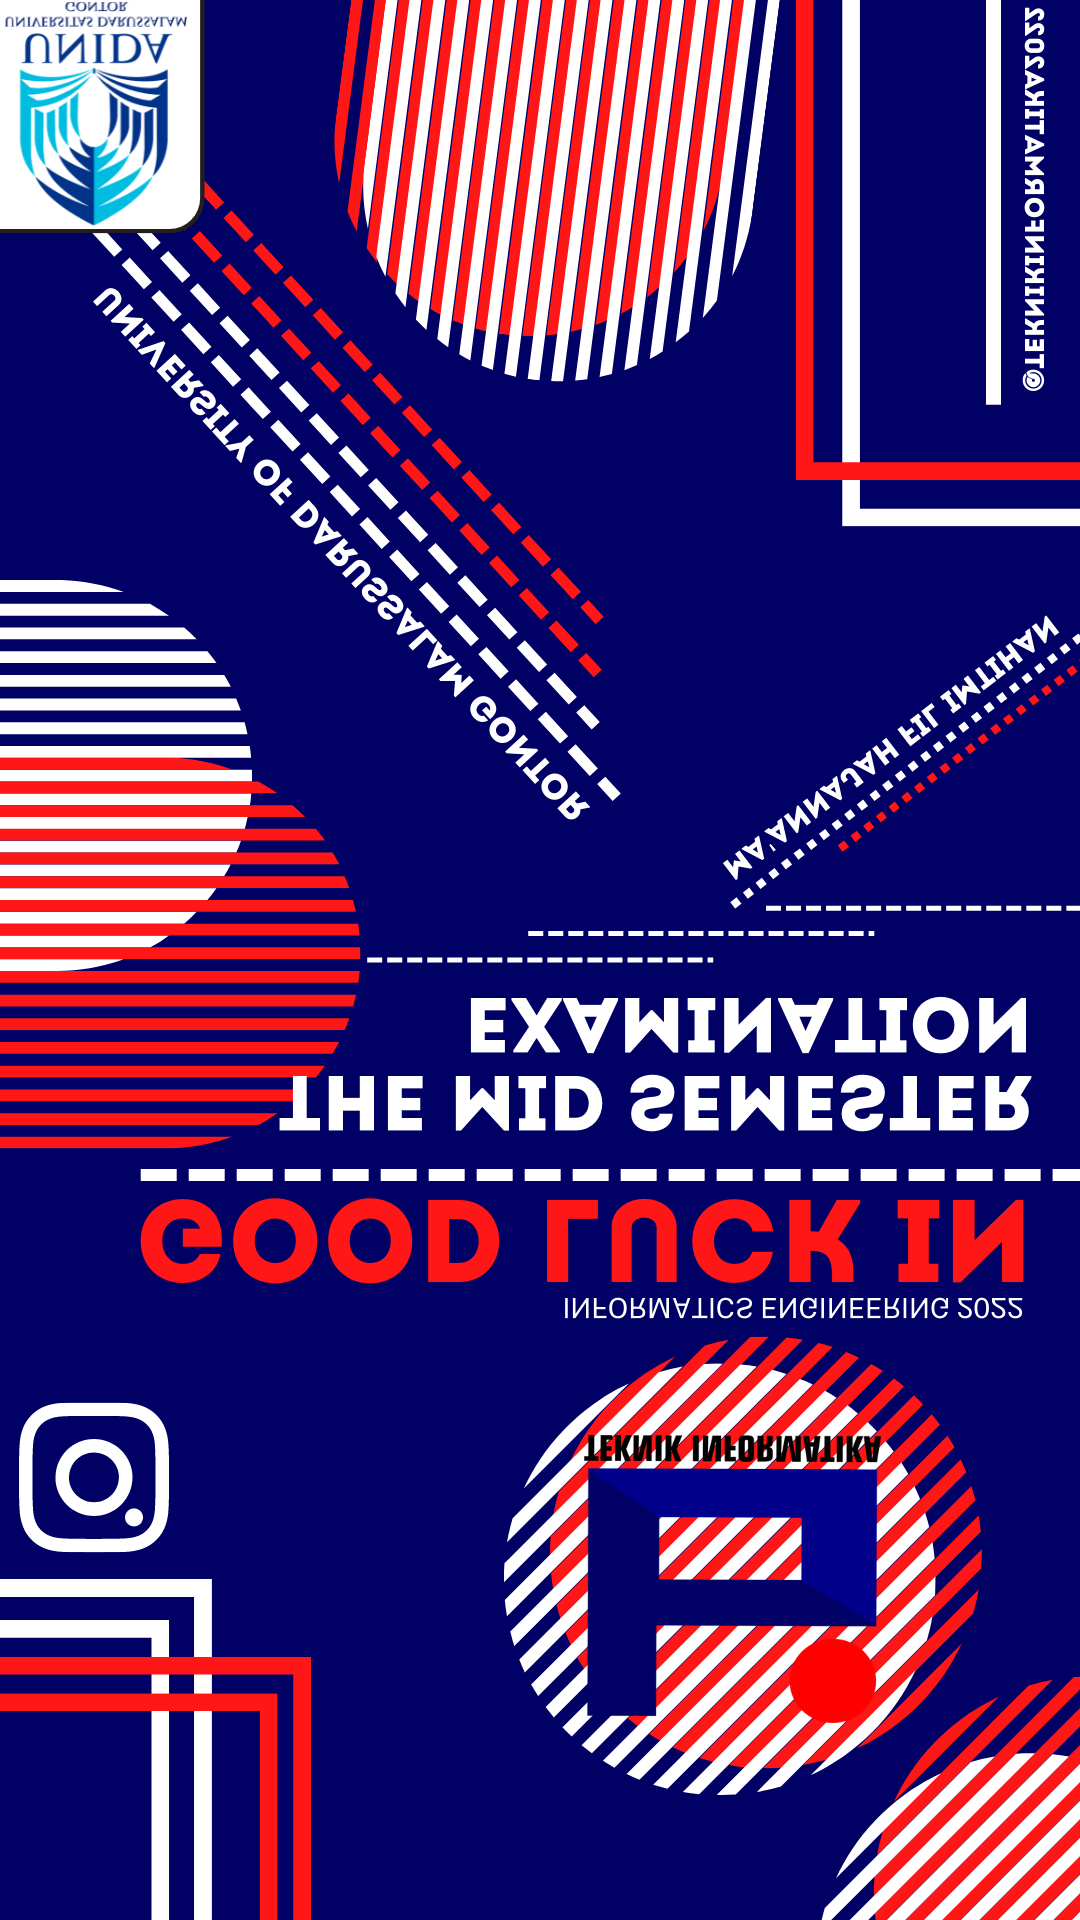 TEKNIK INFORMATIKA
INFORMATICS ENGINEERING 2022
GOOD LUCK IN
THE MID SEMESTER
EXAMINATION
MA'ANNAJAH FIL IMTIHAN
UNIVERSITY OF DARUSSALAM GONTOR
@TEKNIKINFORMATIKA2022
UNIDA
UNIVERSITAS DARUSSALAM
GONTOR